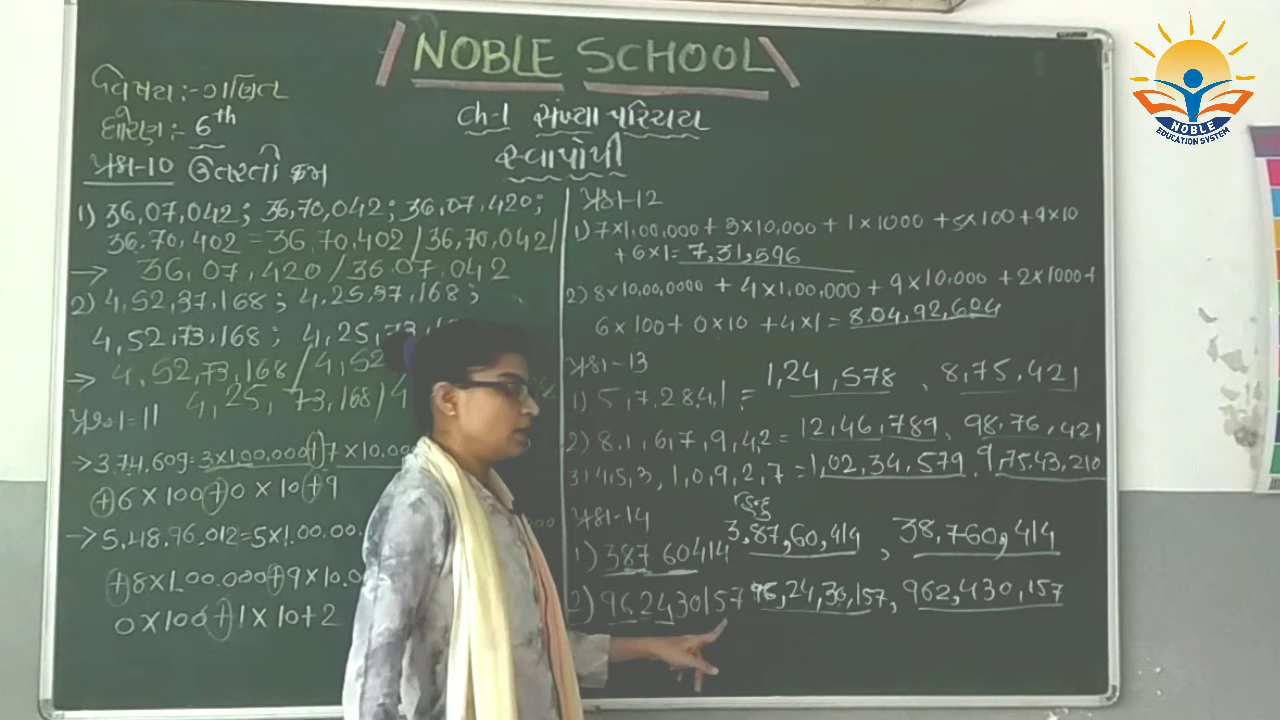 NOBLE SCHOOL
વિષય:- ગણિત
ધોરણ:- 6th
Ch-1 સંખ્યા પરિચય
સ્વાપોથી
પ્રશ્ન-10 ઉતરતી ક્રમ
1) 36,07,042; 36,70,042; 36,07,420;
36,70,402 = 36,70,402 / 36,70,042 /
→ 36,07,420 / 36,07,042
2) 4,52,37,168; 4,25,37,168;
4,52,73,168; 4,25,73,1
→ 4,52,73,168 / 4,52
4,25,73,168 / 4
પ્રશ્ન-11
→ 3,74,609 = 3×1,00,000 + 7×10,00
+6×100+0×10+9
→ 5,48,96,012 = 5×1,00,00
+8×1,00,000+9×10,0
0×100+1×10+2
પ્રશ્ન-12
1) 7×1,00,000 + 3×10,000 + 1×1000 + 5×100 + 9×10
+6×1 = 7,31,596
2) 8×10,00,0000 + 4×1,00,000 + 9×10,000 + 2×1000+
6×100+ 0×10 +4×1 = 8,04,92,604
પ્રશ્ન-13
1) 5,7,2,8,4,1 = 1,24,578 , 8,75,421
2) 8,1,6,7,9,4,2 = 12,46,789, 98,76,421
3) 4,5,3,1,0,9,2,7 = 1,02,34,579, 9,75,43,210
પ્રશ્ન-14
હિન્દુ
1) 38760414 3,87,60,414 , 38,760,414
2) 962430157 96,24,30,157, 962,430,157
NOBLE
EDUCATION SYSTEM